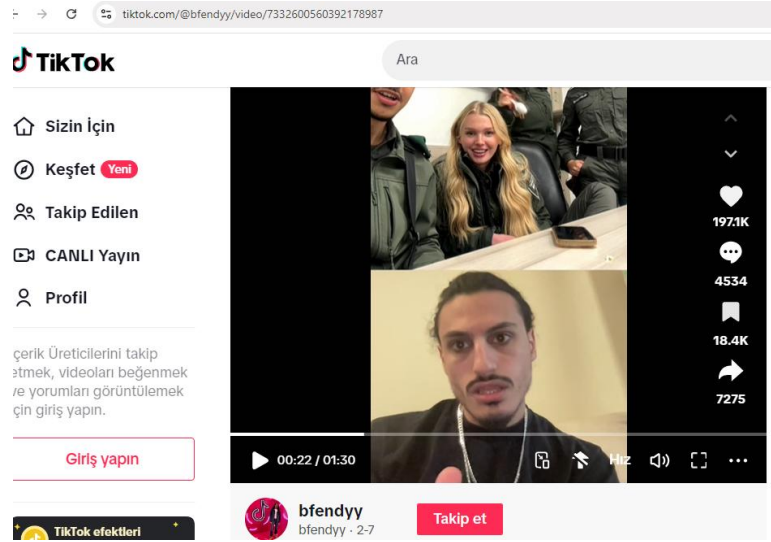 tiktok.com/@bfendyy/video/7332600560392178987
TikTok
Ara
Sizin İçin
Keşfet Yeni
Takip Edilen
CANLI Yayın
Profil
çerik Üreticilerini takip
etmek, videoları beğenmek
ve yorumları görüntülemek
çin giriş yapın.
Giriş yapın
TikTok efektleri
197.1K
4534
18.4K
7275
00:22 / 01:30
Hız
bfendyy
bfendyy · 2-7
Takip et